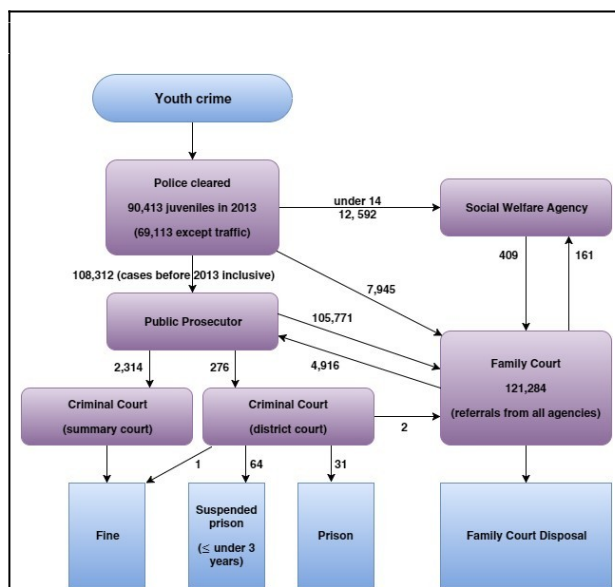 Youth crime
Police cleared
90,413 juveniles in 2013
(69,113 except traffic)
under 14
12, 592
Social Welfare Agency
409
161
108,312 (cases before 2013 inclusive)
7,945
Public Prosecutor
105,771
4,916
Family Court
121,284
(referrals from all agencies)
2,314
276
Criminal Court
(summary court)
Criminal Court
(district court)
2
1
64
31
Fine
Suspended
prison
(≤ under 3
years)
Prison
Family Court Disposal